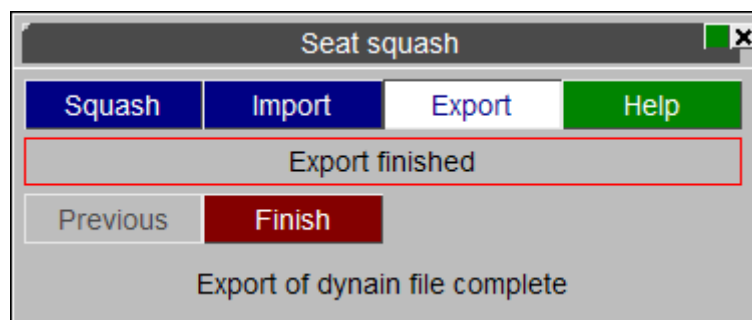 Seat squash
Squash Import Export Help
Export finished
Previous Finish
Export of dynain file complete